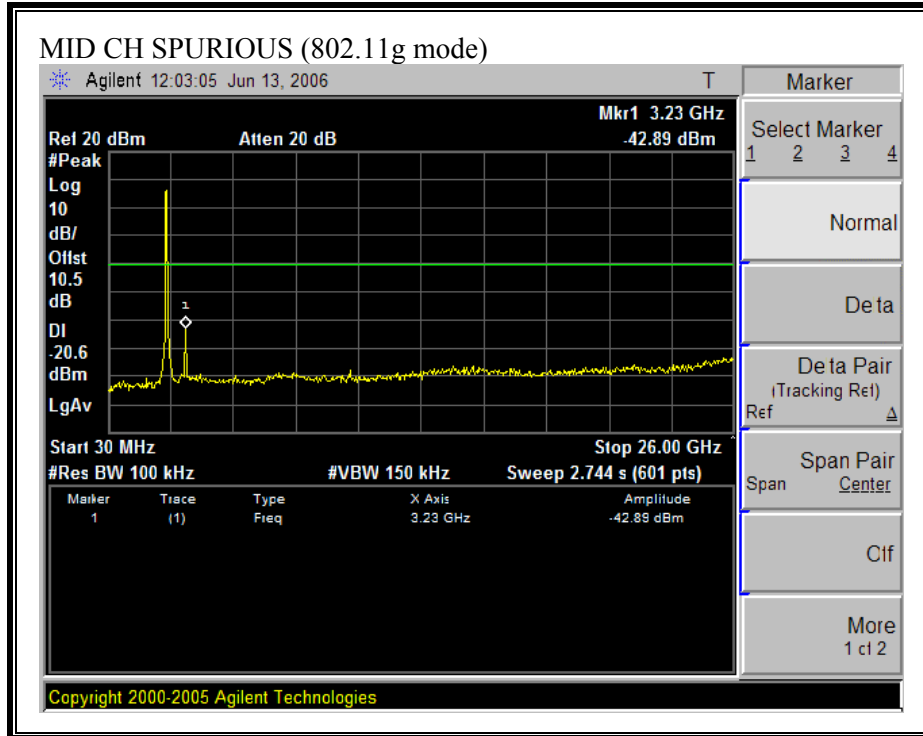 MID CH SPURIOUS (802.11g mode)
Agilent 12:03:05 Jun 13, 2006 T
Mkr1 3.23 GHz
Ref 20 dBm Atten 20 dB -42.89 dBm
#Peak
Log
10
dB/
Offst
10.5
dB
DI
-20.6
dBm
LgAv
1
Start 30 MHz Stop 26.00 GHz
#Res BW 100 kHz #VBW 150 kHz Sweep 2.744 s (601 pts)
Marker Trace Type X Axis Amplitude
1 (1) Freq 3.23 GHz -42.89 dBm
Copyright 2000-2005 Agilent Technologies
Marker
Select Marker
1 2 3 4
Normal
Delta
Delta Pair
(Tracking Ref)
Ref Δ
Span Pair
Span Center
Off
More
1 of 2